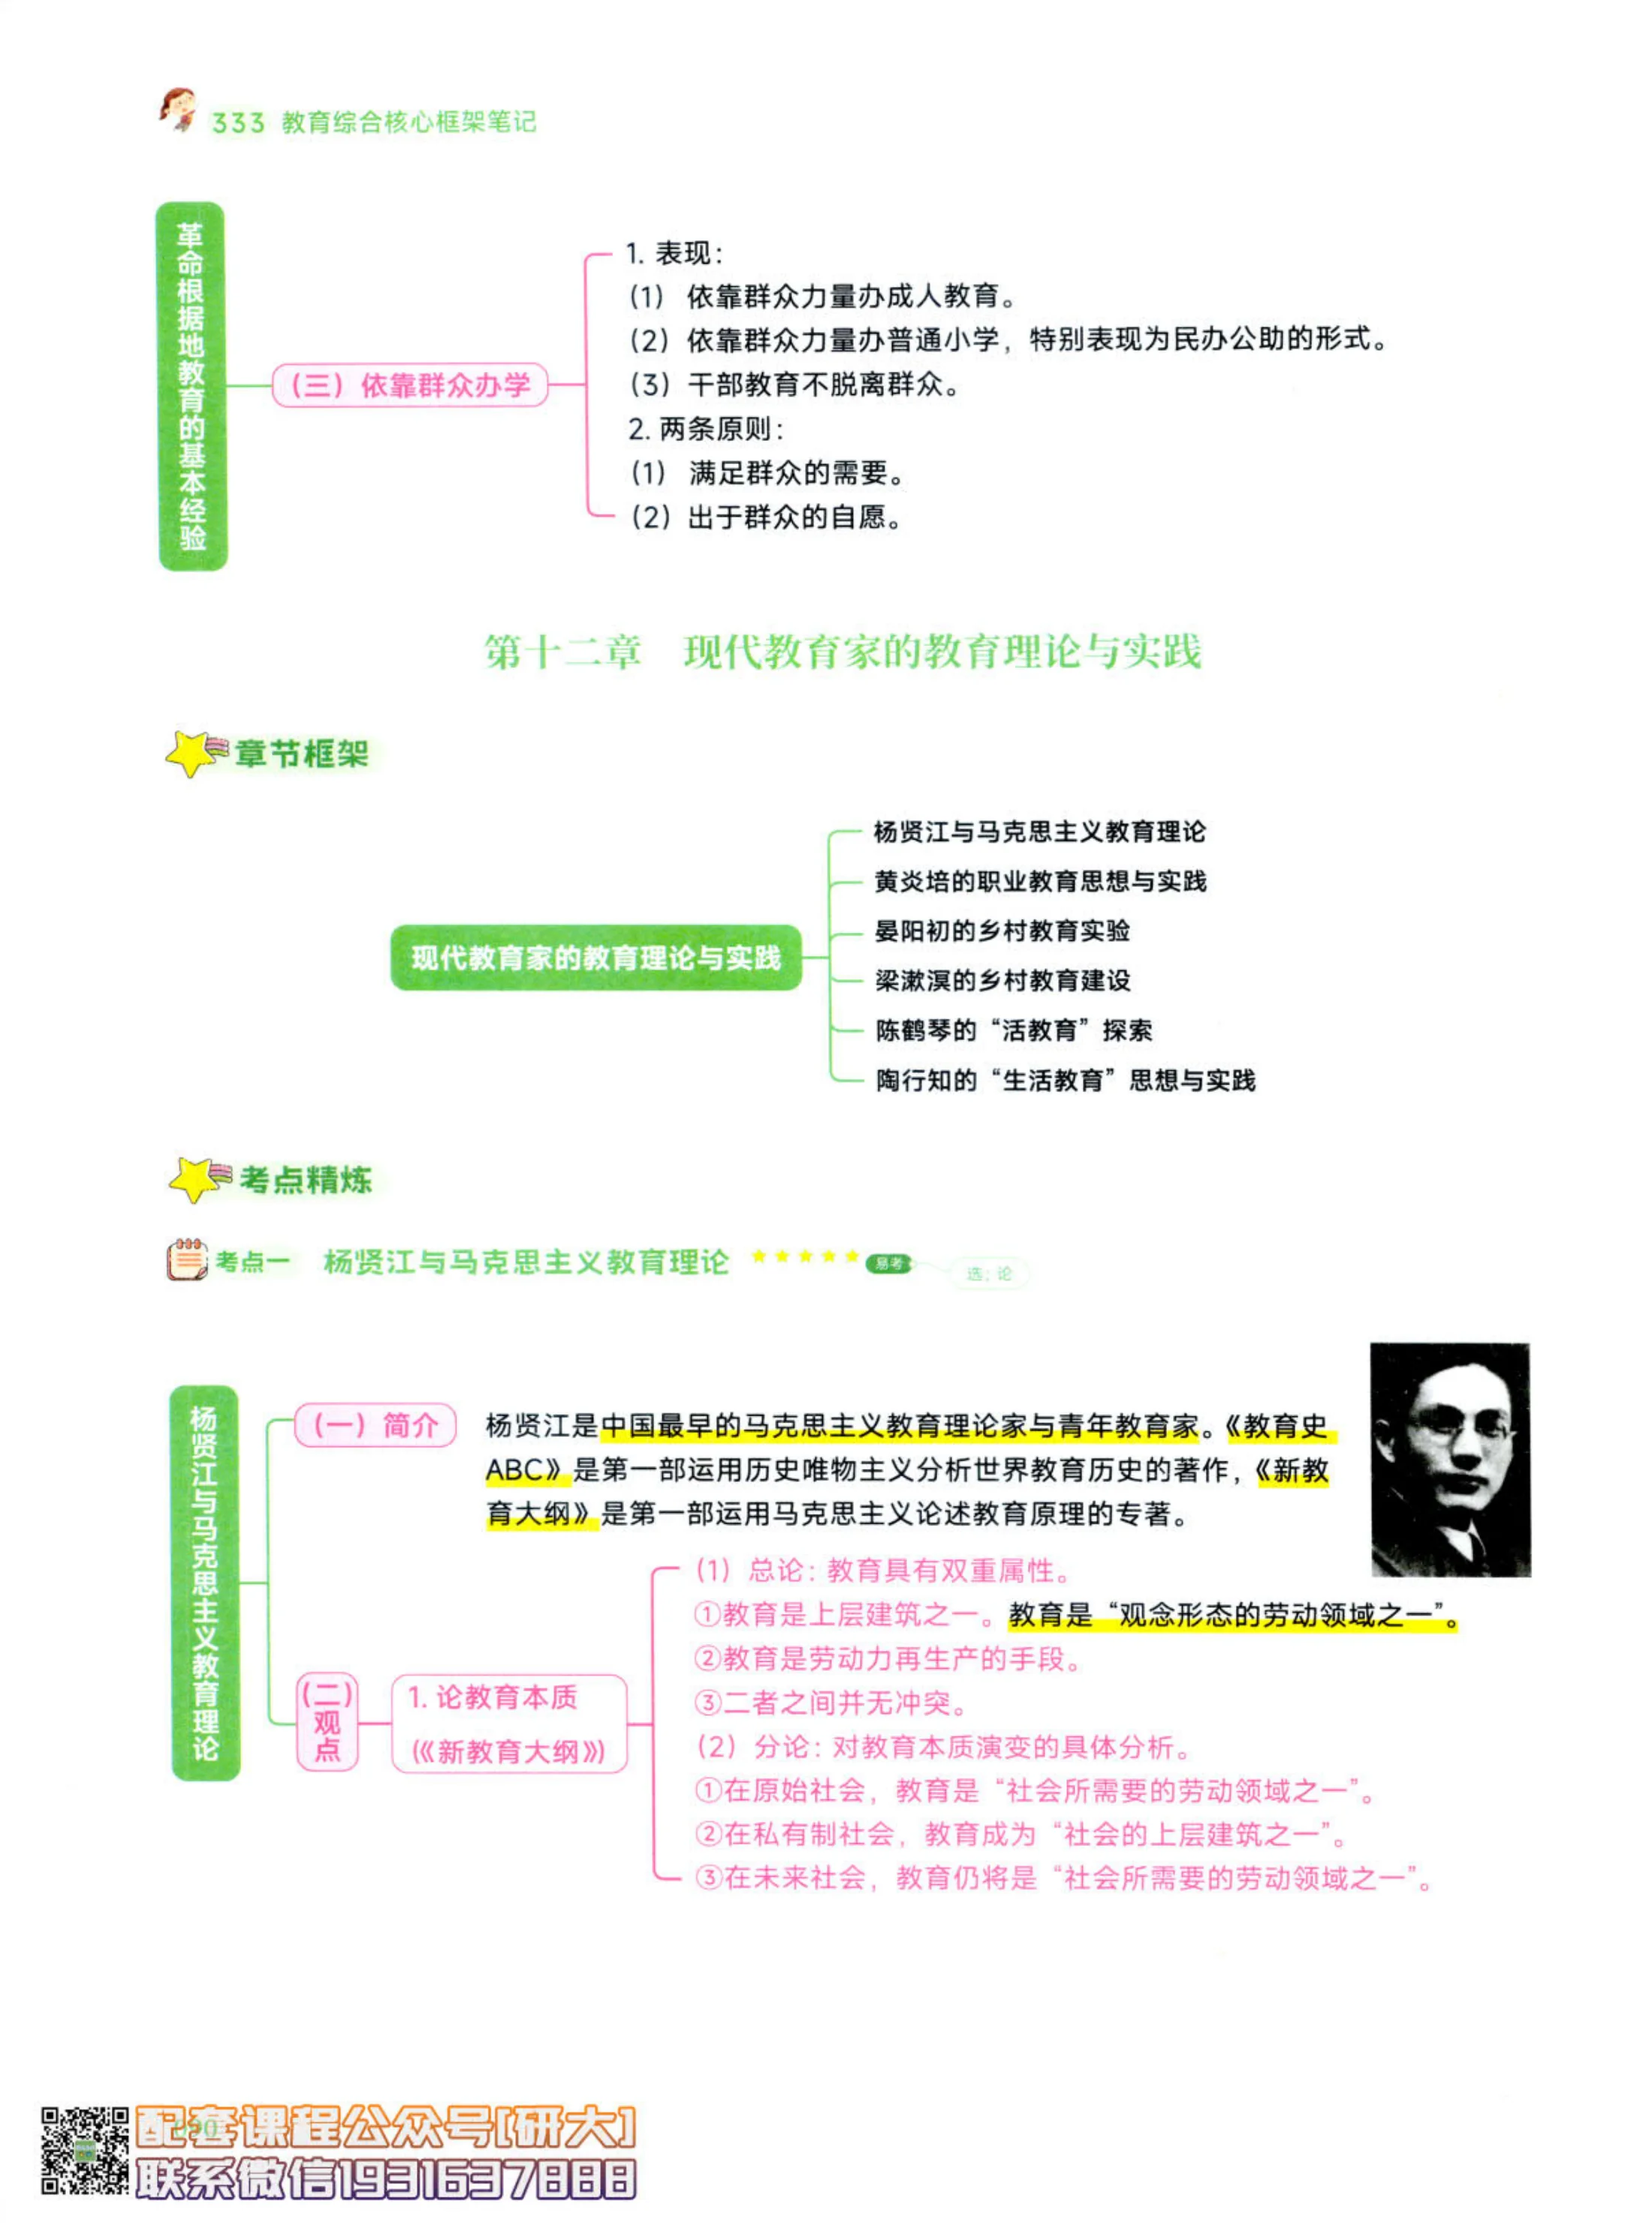 333 教育综合核心框架笔记
革命根据地教育的基本经验
（三）依靠群众办学
1. 表现：
（1） 依靠群众力量办成人教育。
（2）依靠群众力量办普通小学，特别表现为民办公助的形式。
（3）干部教育不脱离群众。
2. 两条原则：
（1） 满足群众的需要。
（2）出于群众的自愿。
第十二章 现代教育家的教育理论与实践
章节框架
现代教育家的教育理论与实践
杨贤江与马克思主义教育理论
黄炎培的职业教育思想与实践
晏阳初的乡村教育实验
梁漱溟的乡村教育建设
陈鹤琴的“活教育”探索
陶行知的“生活教育”思想与实践
考点精炼
考点一 杨贤江与马克思主义教育理论 ★★★★★ 易考 选；论
杨贤江与马克思主义教育理论
（一）简介
杨贤江是中国最早的马克思主义教育理论家与青年教育家。《教育史
ABC》是第一部运用历史唯物主义分析世界教育历史的著作，《新教
育大纲》是第一部运用马克思主义论述教育原理的专著。
（二）观点
1. 论教育本质
（《新教育大纲》）
（1）总论：教育具有双重属性。
①教育是上层建筑之一。教育是“观念形态的劳动领域之一”。
②教育是劳动力再生产的手段。
③二者之间并无冲突。
（2）分论：对教育本质演变的具体分析。
①在原始社会，教育是“社会所需要的劳动领域之一”。
②在私有制社会，教育成为“社会的上层建筑之一”。
③在未来社会，教育仍将是“社会所需要的劳动领域之一”。
配套课程公众号[研大]
联系微信1931637888